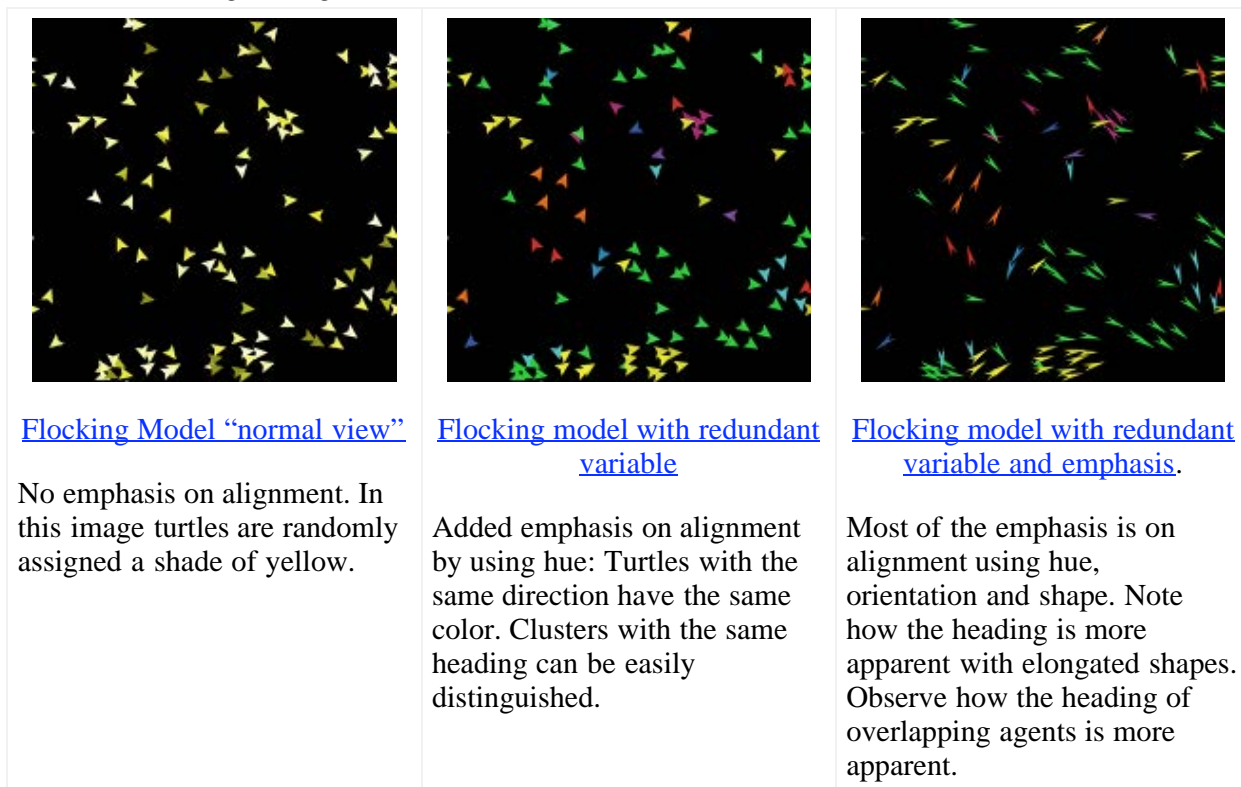 Flocking Model “normal view”
No emphasis on alignment. In
this image turtles are randomly
assigned a shade of yellow.
Flocking model with redundant
variable
Added emphasis on alignment
by using hue: Turtles with the
same direction have the same
color. Clusters with the same
heading can be easily
distinguished.
Flocking model with redundant
variable and emphasis.
Most of the emphasis is on
alignment using hue,
orientation and shape. Note
how the heading is more
apparent with elongated shapes.
Observe how the heading of
overlapping agents is more
apparent.